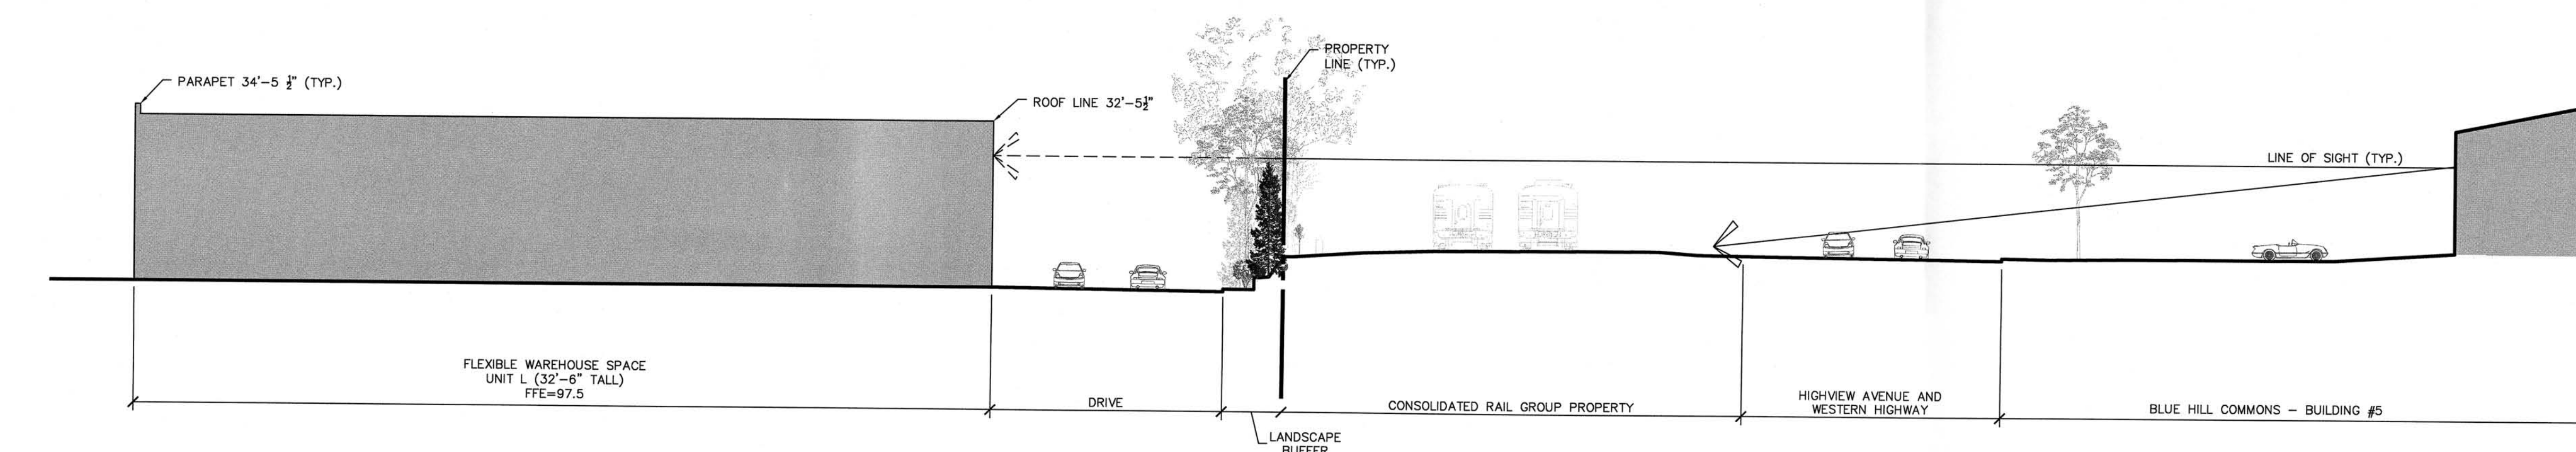 PARAPET 34'-5 ½" (TYP.)
ROOF LINE 32'-5½"
PROPERTY
LINE (TYP.)
LINE OF SIGHT (TYP.)
FLEXIBLE WAREHOUSE SPACE
UNIT L (32'-6" TALL)
FFE=97.5
DRIVE
LANDSCAPE
BUFFER
CONSOLIDATED RAIL GROUP PROPERTY
HIGHVIEW AVENUE AND
WESTERN HIGHWAY
BLUE HILL COMMONS - BUILDING #5